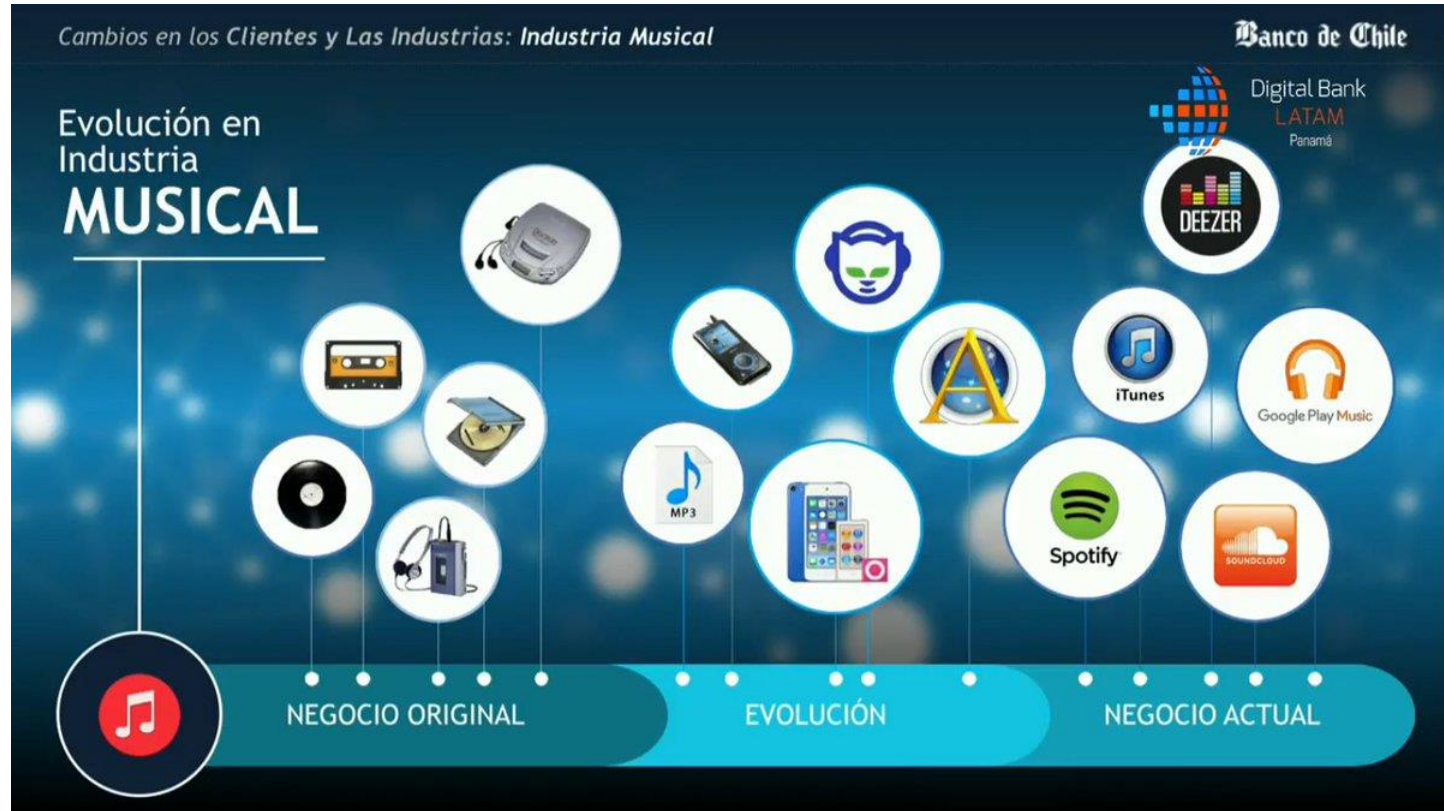 Cambios en los Clientes y Las Industrias: Industria Musical
Banco de Chile
Digital Bank
LATAM
Panamá
Evolución en
Industria
MUSICAL
DEEZER
iTunes
Google Play Music
MP3
Spotify
SOUNDCLOUD
NEGOCIO ORIGINAL
EVOLUCIÓN
NEGOCIO ACTUAL